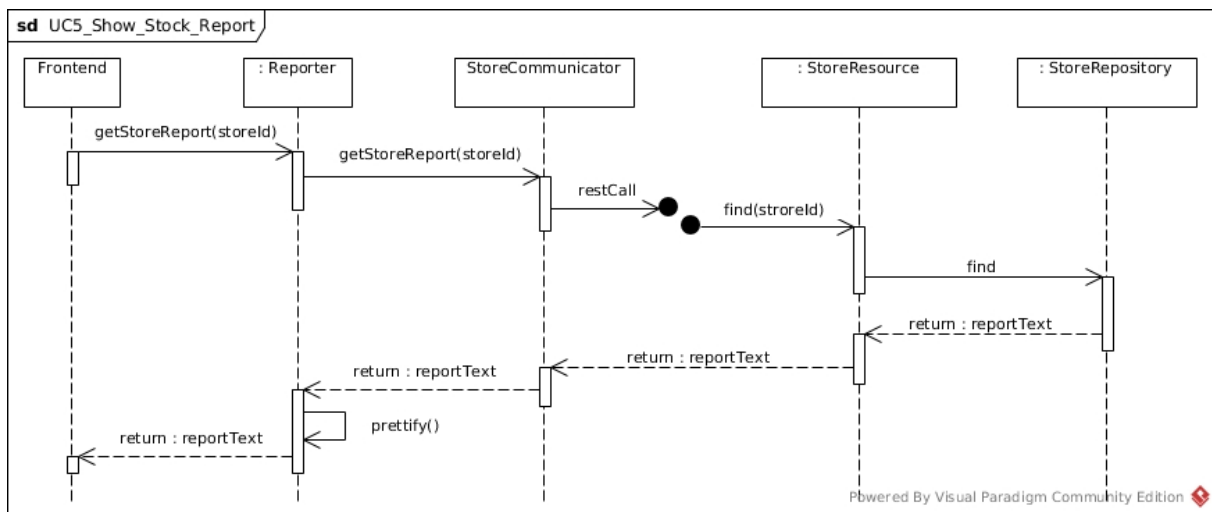 sd UC5_Show_Stock_Report
Frontend
: Reporter
StoreCommunicator
: StoreResource
: StoreRepository
getStoreReport(storeId)
getStoreReport(storeId)
restCall
find(stroreId)
find
return : reportText
return : reportText
return : reportText
prettify()
return : reportText
Powered By Visual Paradigm Community Edition